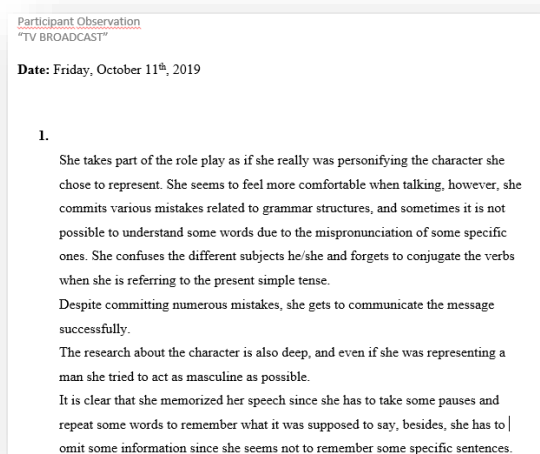 Participant Observation
“TV BROADCAST”
Date: Friday, October 11th, 2019
1.
She takes part of the role play as if she really was personifying the character she
chose to represent. She seems to feel more comfortable when talking, however, she
commits various mistakes related to grammar structures, and sometimes it is not
possible to understand some words due to the mispronunciation of some specific
ones. She confuses the different subjects he/she and forgets to conjugate the verbs
when she is referring to the present simple tense.
Despite committing numerous mistakes, she gets to communicate the message
successfully.
The research about the character is also deep, and even if she was representing a
man she tried to act as masculine as possible.
It is clear that she memorized her speech since she has to take some pauses and
repeat some words to remember what it was supposed to say, besides, she has to
omit some information since she seems not to remember some specific sentences.